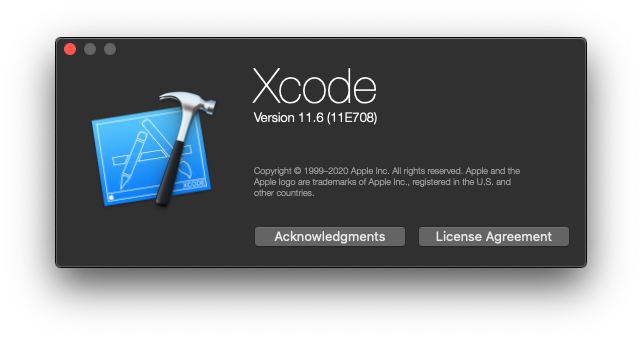 Xcode
Version 11.6 (11E708)
Copyright © 1999–2020 Apple Inc. All rights reserved. Apple and the
Apple logo are trademarks of Apple Inc., registered in the U.S. and
other countries.
XCODE
Acknowledgments
License Agreement